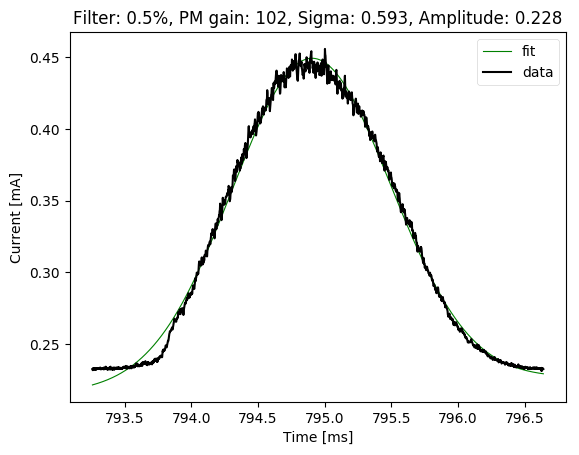 Filter: 0.5%, PM gain: 102, Sigma: 0.593, Amplitude: 0.228
fit
data
0.45
0.40
0.35
0.30
0.25
Current [mA]
793.5 794.0 794.5 795.0 795.5 796.0 796.5
Time [ms]